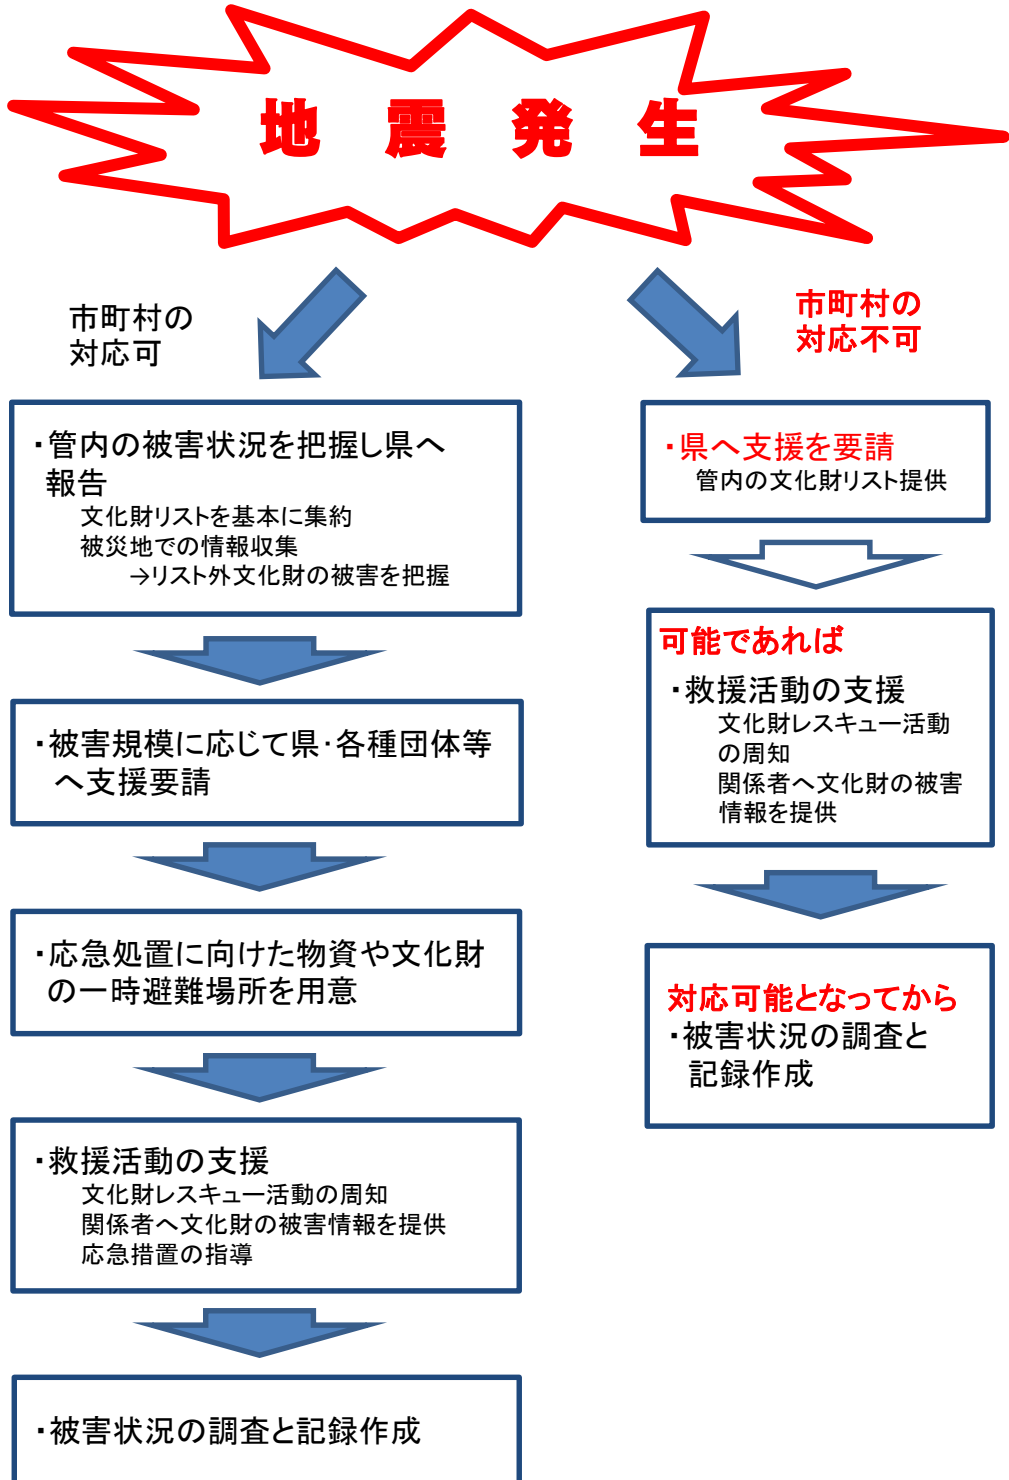 地 震 発 生
市町村の
対応可
・管内の被害状況を把握し県へ
報告
文化財リストを基本に集約
被災地での情報収集
→リスト外文化財の被害を把握
・被害規模に応じて県・各種団体等
へ支援要請
・応急処置に向けた物資や文化財
の一時避難場所を用意
・救援活動の支援
文化財レスキュー活動の周知
関係者へ文化財の被害情報を提供
応急措置の指導
・被害状況の調査と記録作成
市町村の
対応不可
・県へ支援を要請
管内の文化財リスト提供
可能であれば
・救援活動の支援
文化財レスキュー活動
の周知
関係者へ文化財の被害
情報を提供
対応可能となってから
・被害状況の調査と
記録作成